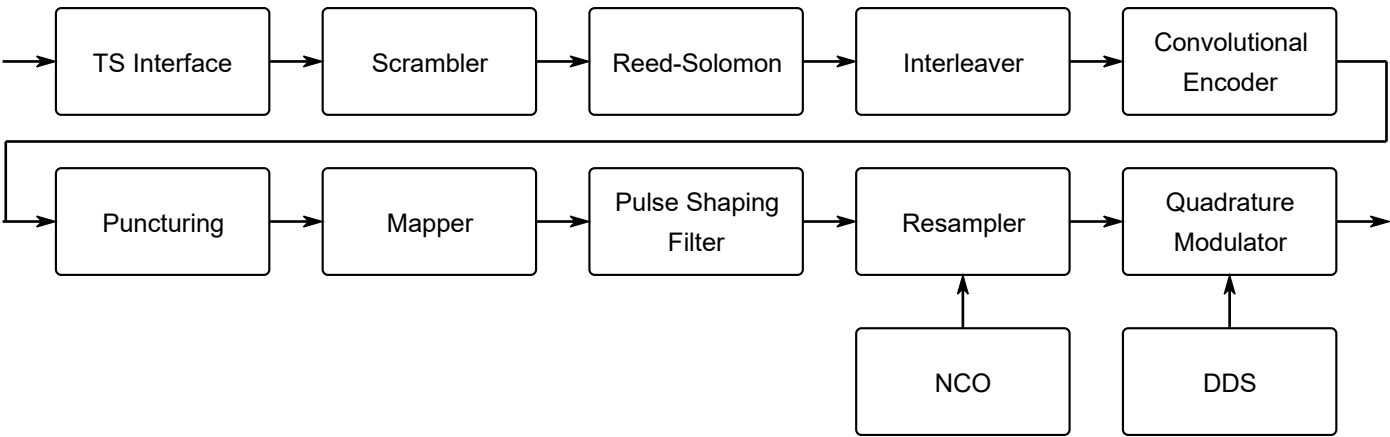 TS Interface
Scrambler
Reed-Solomon
Interleaver
Convolutional
Encoder
Puncturing
Mapper
Pulse Shaping
Filter
Resampler
Quadrature
Modulator
NCO
DDS